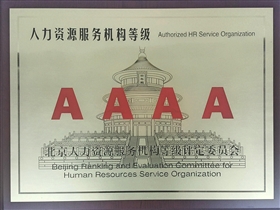 人力资源服务机构等级 Authorized HR Service Organization
AAAA
北京人力资源服务机构等级评定委员会
Beijing Ranking and Evaluation Committee for
Human Resources Service Organization